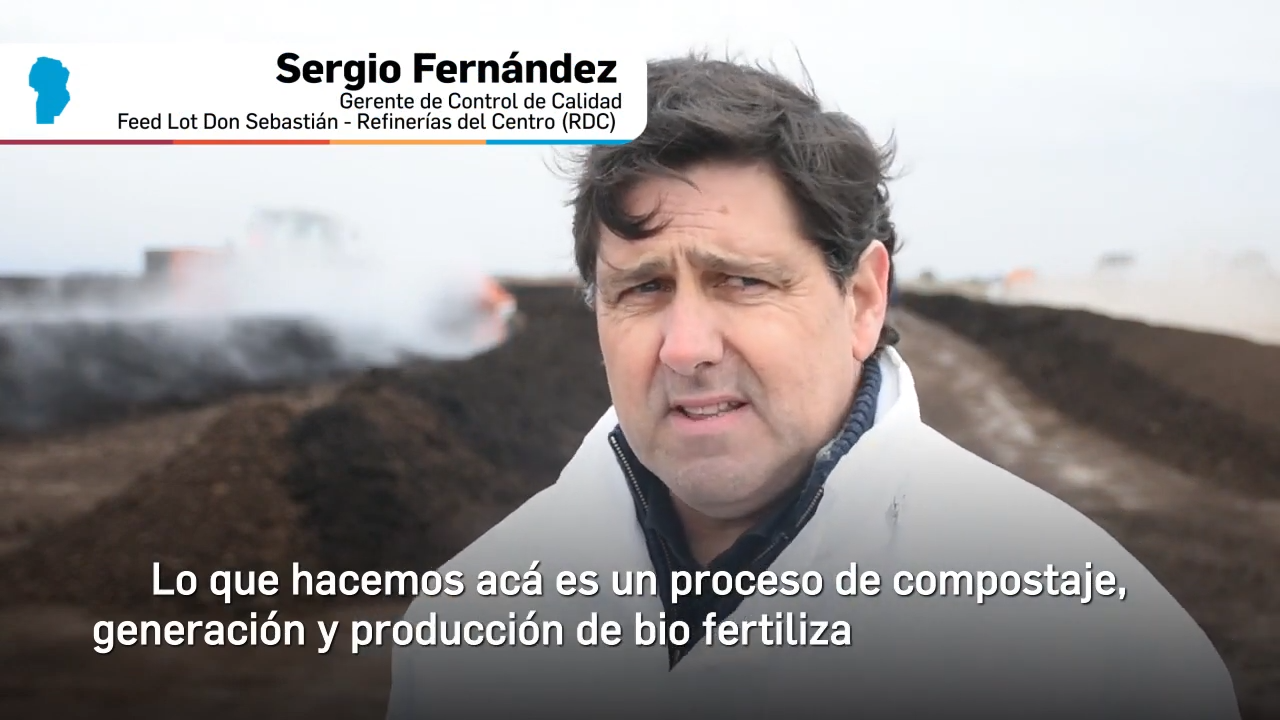 Sergio Fernández
Gerente de Control de Calidad
Feed Lot Don Sebastián - Refinerías del Centro (RDC)
Lo que hacemos acá es un proceso de compostaje,
generación y producción de bio fertiliza